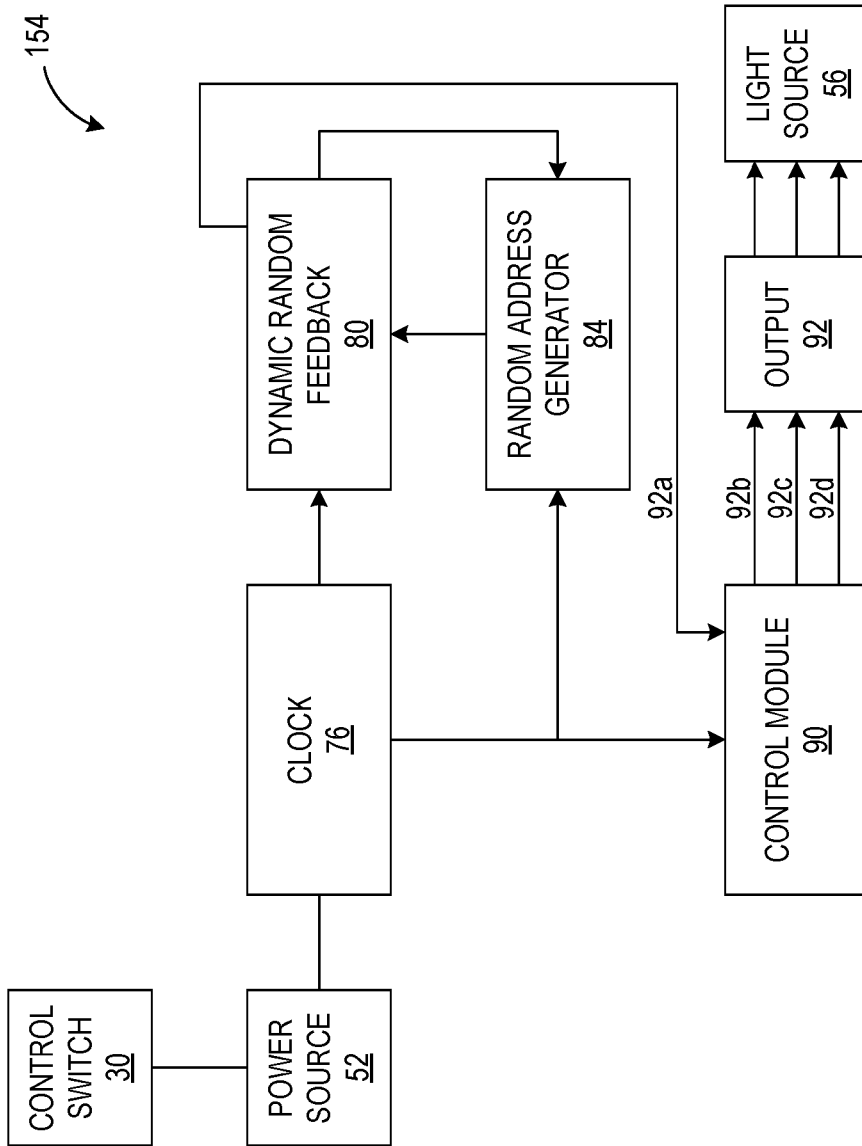 154
CONTROL
SWITCH
30
POWER
SOURCE
52
CLOCK
76
DYNAMIC RANDOM
FEEDBACK
80
RANDOM ADDRESS
GENERATOR
84
92a
CONTROL MODULE
90
92b
92c
92d
OUTPUT
92
LIGHT
SOURCE
56